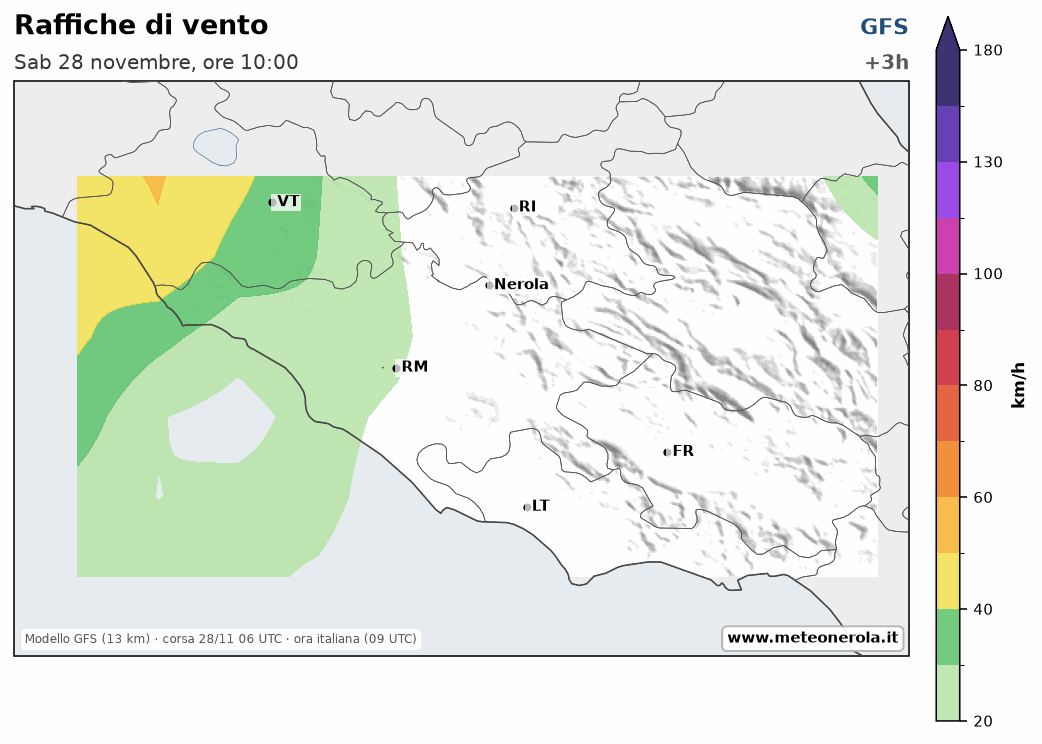 Raffiche di vento
GFS
Sab 28 novembre, ore 10:00
+3h
180
130
100
80
60
40
20
km/h
VT
RI
Nerola
RM
FR
LT
Modello GFS (13 km) · corsa 28/11 06 UTC · ora italiana (09 UTC)
www.meteonerola.it